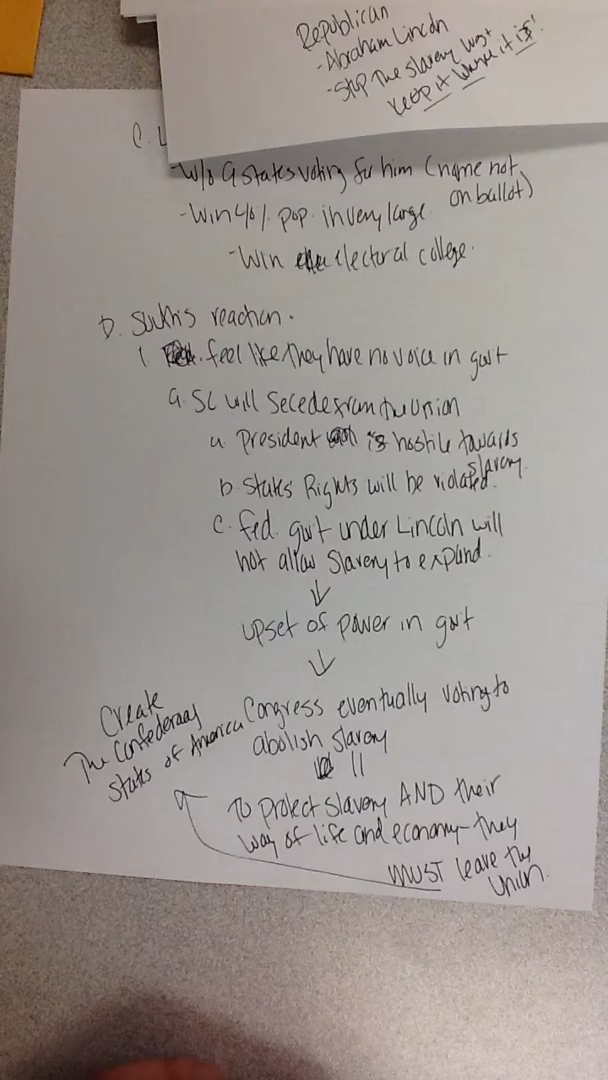 Republican
-Abraham Lincoln
-Stop the slavery west
keep it where it is!
C. L
-w/o 9 states voting for him (name not
on ballot)
-Win 40% pop. in very large
-Win electoral college.
D. South's reaction.
1. feel like they have no voice in gov't
a. SC will Secede from the Union
a. President is hostile towards
slavery.
b. States' Rights will be violated.
c. fed. gov't under Lincoln will
not allow Slavery to expand.
↓
upset of power in gov't
↓
Congress eventually voting to
abolish slavery
Create
The Confederacy
States of America
To protect slavery AND their
way of life and economy - they
MUST leave the
Union.